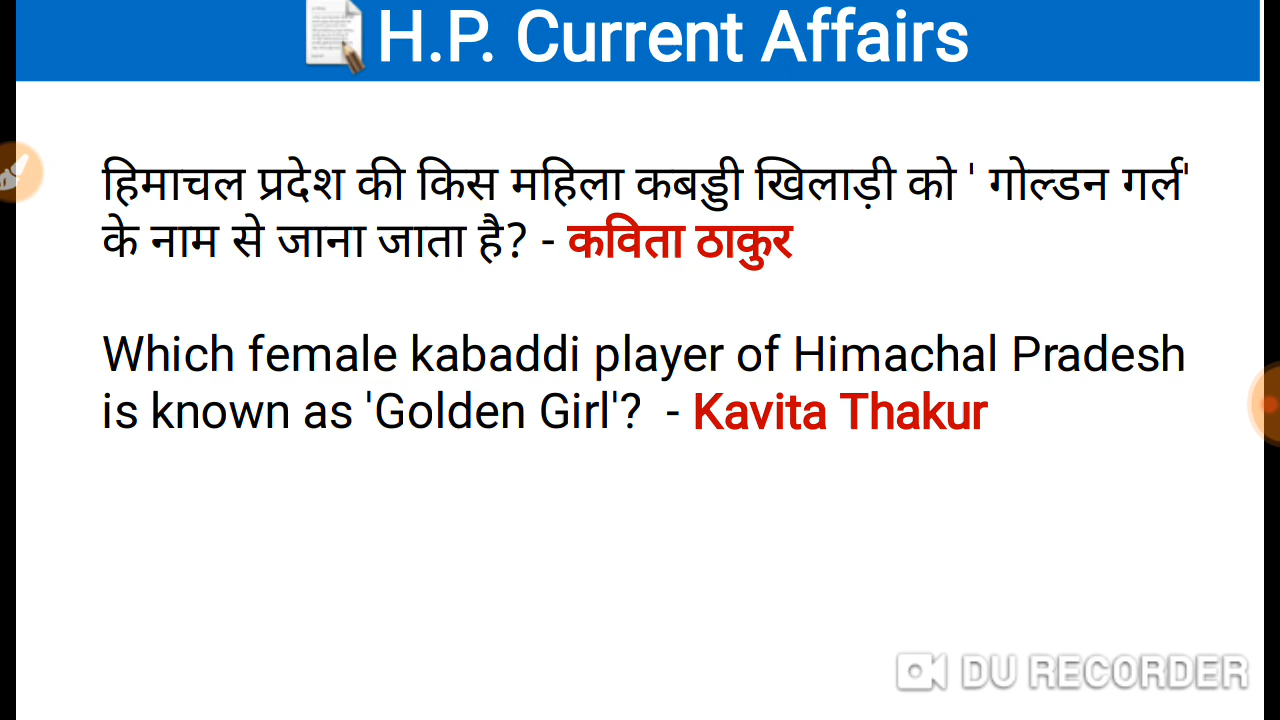 H.P. Current Affairs
हिमाचल प्रदेश की किस महिला कबड्डी खिलाड़ी को ' गोल्डन गर्ल'
के नाम से जाना जाता है? - कविता ठाकुर
Which female kabaddi player of Himachal Pradesh
is known as 'Golden Girl'?  - Kavita Thakur
DU RECORDER